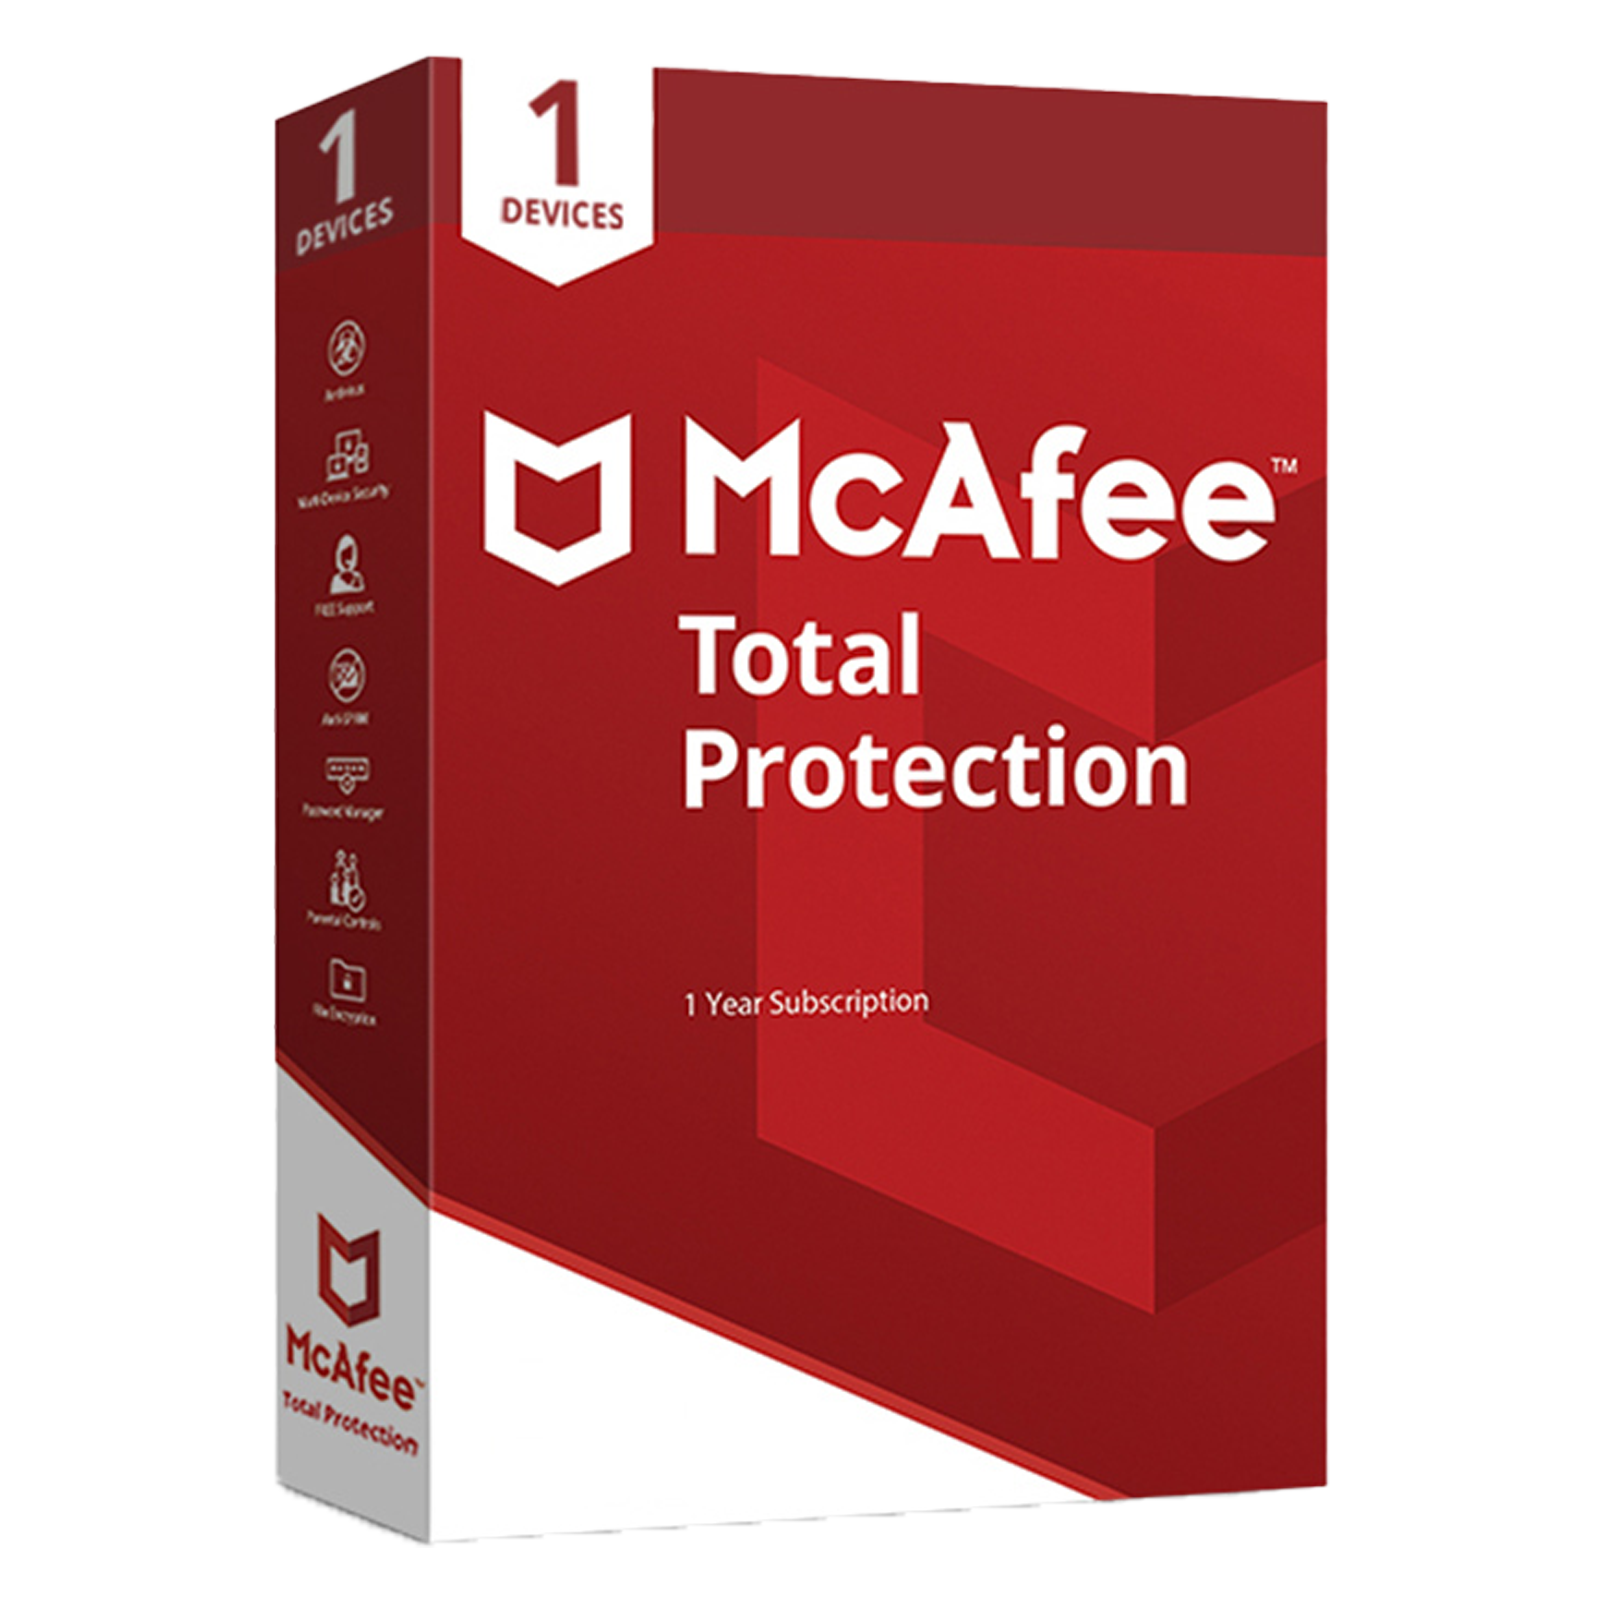 1
DEVICES
Antivirus
Multi-Device Security
FREE Support
Anti-SPAM
Password Manager
Parental Controls
File Encryption
McAfee
Total Protection
1
DEVICES
McAfee™
Total
Protection
1 Year Subscription